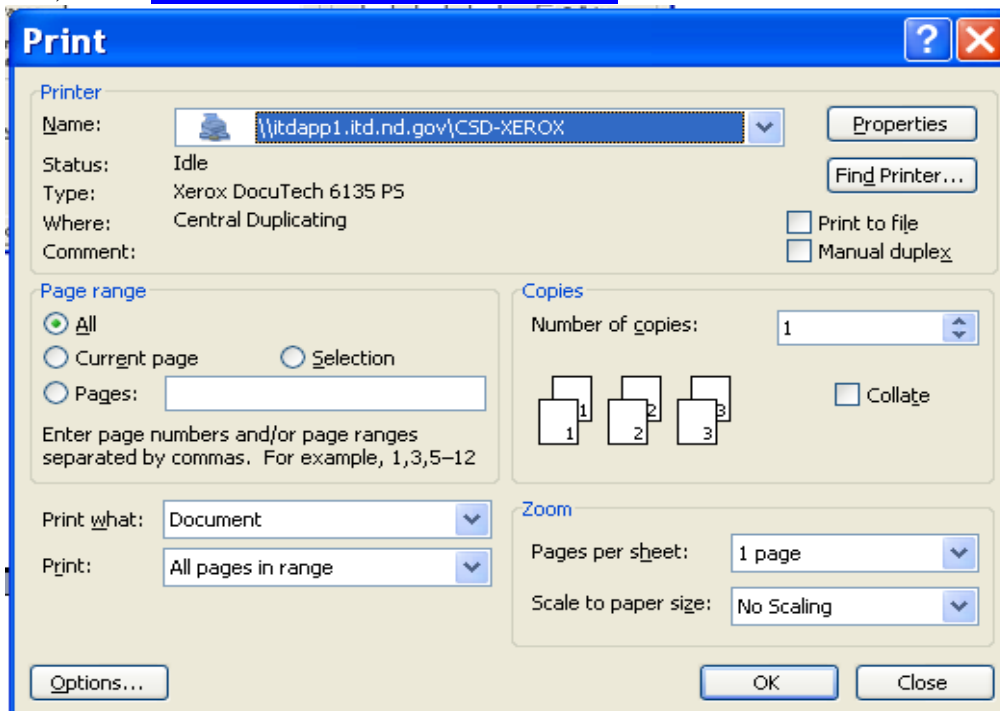 Print
Printer
Name: \\itdapp1.itd.nd.gov\CSD-XEROX Properties
Status: Idle Find Printer...
Type: Xerox DocuTech 6135 PS
Where: Central Duplicating Print to file
Comment: Manual duplex
Page range
All
Current page Selection
Pages:
Enter page numbers and/or page ranges
separated by commas. For example, 1,3,5–12
Copies
Number of copies: 1
1 1 2 2 3 3
Collate
Print what: Document
Print: All pages in range
Zoom
Pages per sheet: 1 page
Scale to paper size: No Scaling
Options... OK Close